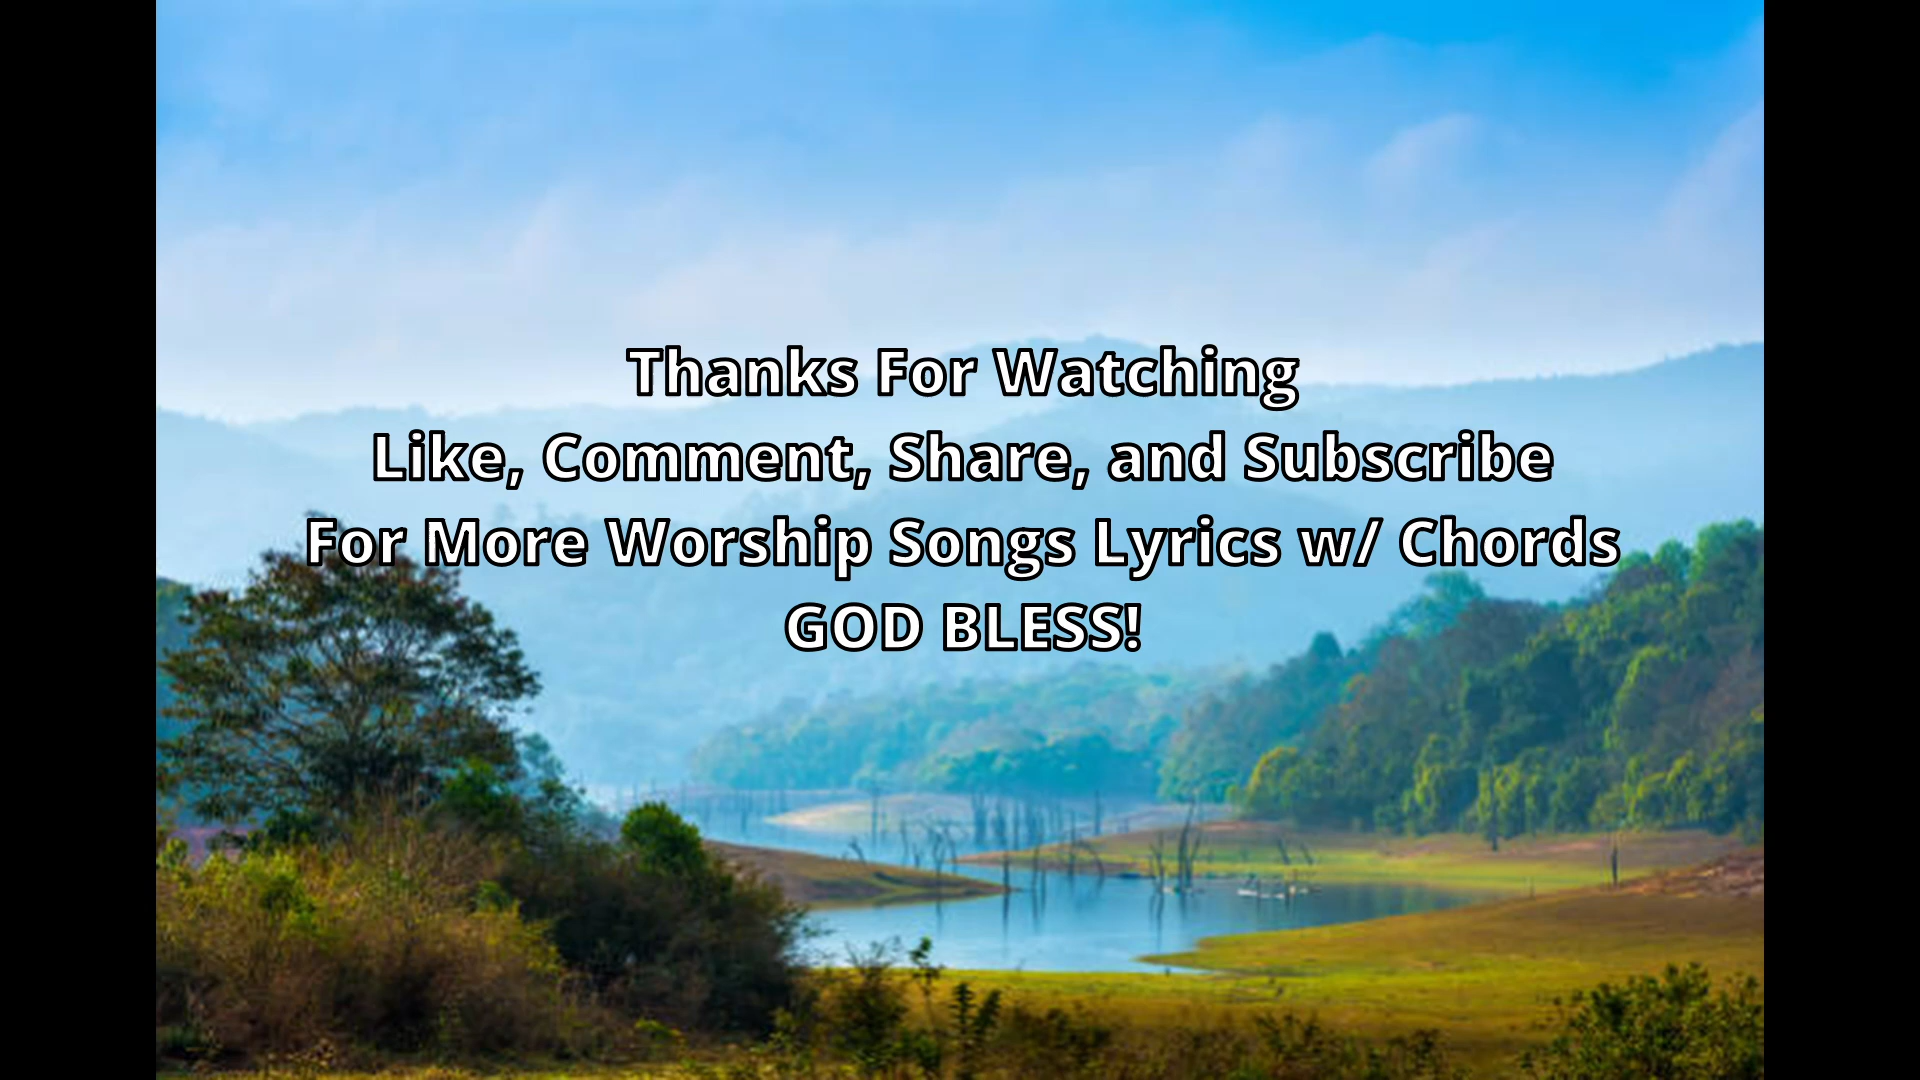 Thanks For Watching
Like, Comment, Share, and Subscribe
For More Worship Songs Lyrics w/ Chords
GOD BLESS!